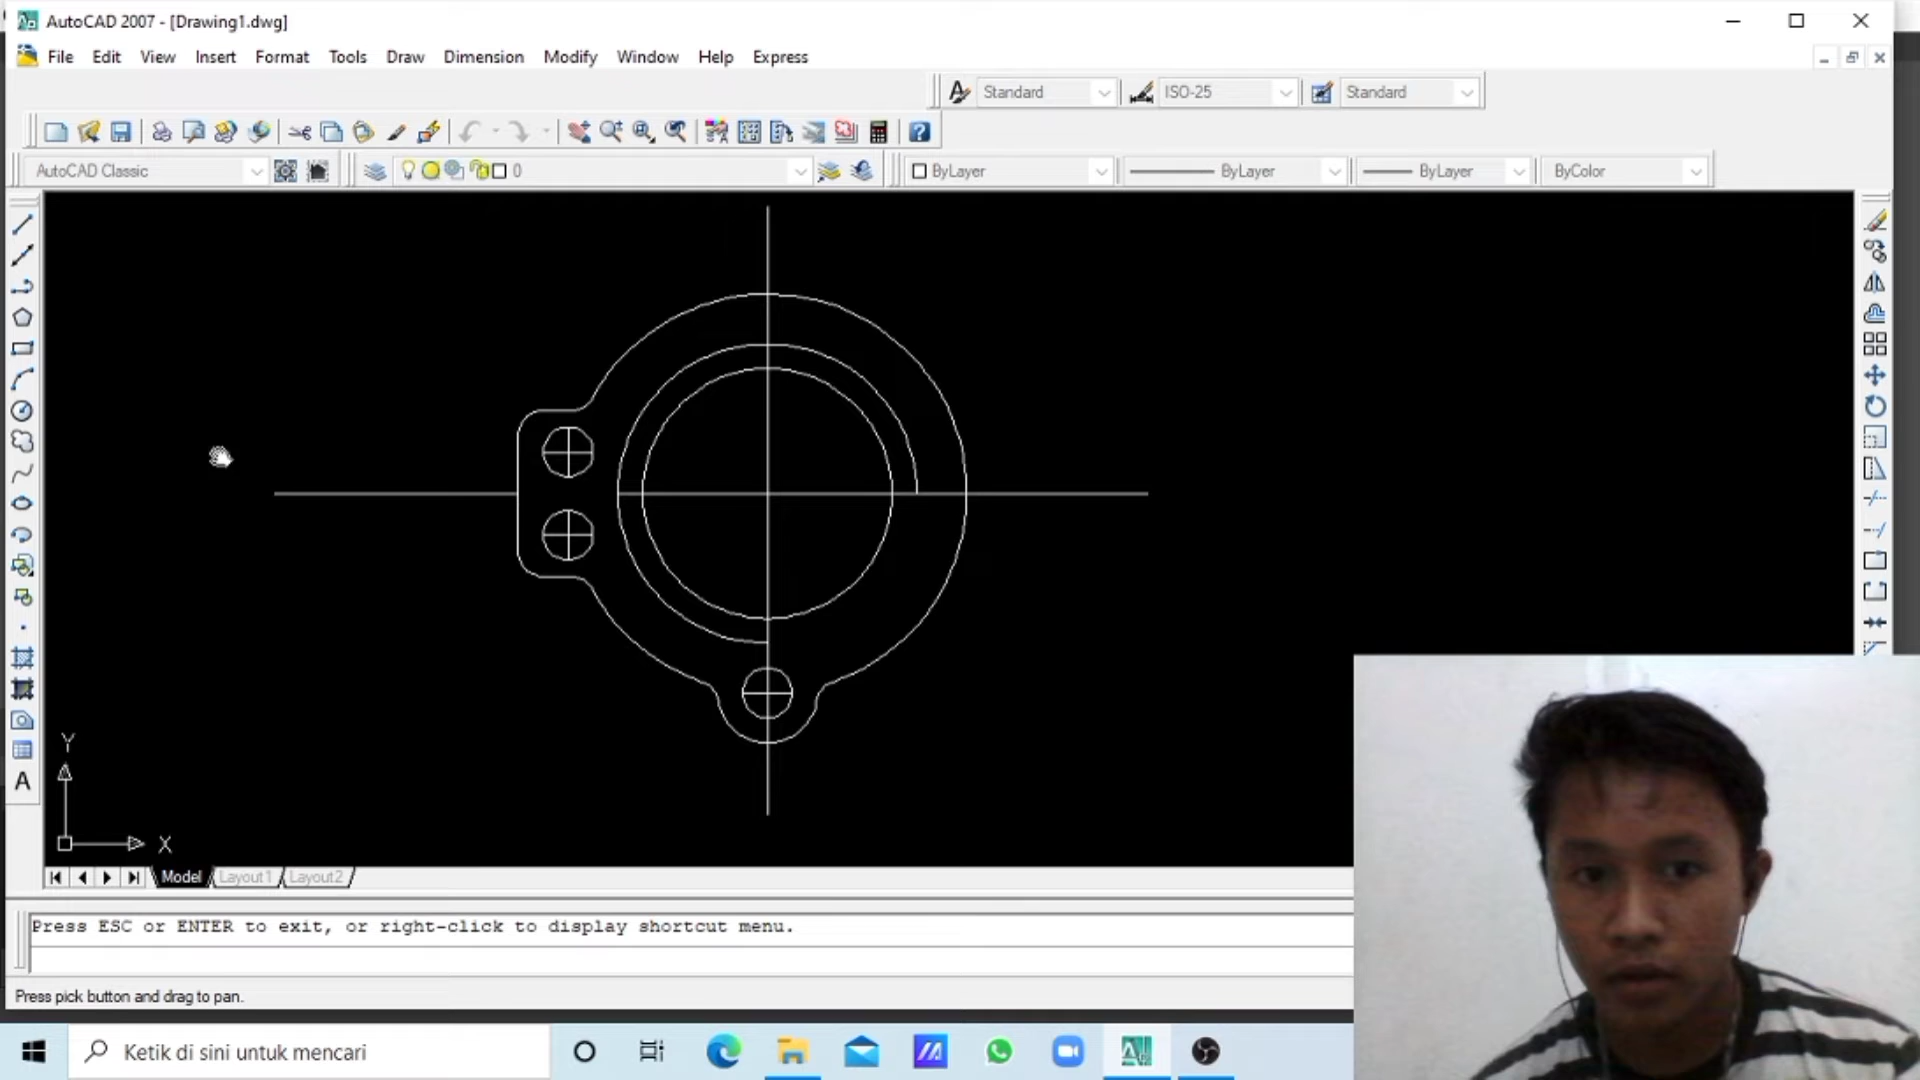 AutoCAD 2007 - [Drawing1.dwg]
File Edit View Insert Format Tools Draw Dimension Modify Window Help Express
Standard ISO-25 Standard
AutoCAD Classic 0 ByLayer ByLayer ByLayer ByColor
A
Y
X
Model Layout1 Layout2
Press ESC or ENTER to exit, or right-click to display shortcut menu.
Press pick button and drag to pan.
Ketik di sini untuk mencari